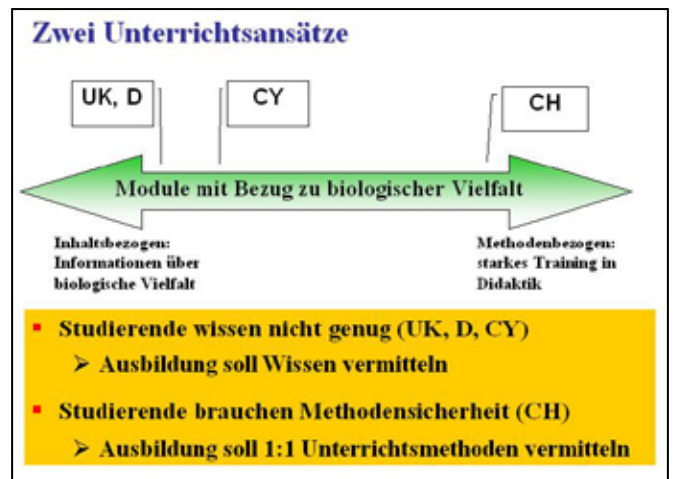 Zwei Unterrichtsansätze
UK, D
CY
CH
Module mit Bezug zu biologischer Vielfalt
Inhaltsbezogen:
Informationen über
biologische Vielfalt
Methodenbezogen:
starkes Training in
Didaktik
▪ Studierende wissen nicht genug (UK, D, CY)
➢ Ausbildung soll Wissen vermitteln
▪ Studierende brauchen Methodensicherheit (CH)
➢ Ausbildung soll 1:1 Unterrichtsmethoden vermitteln